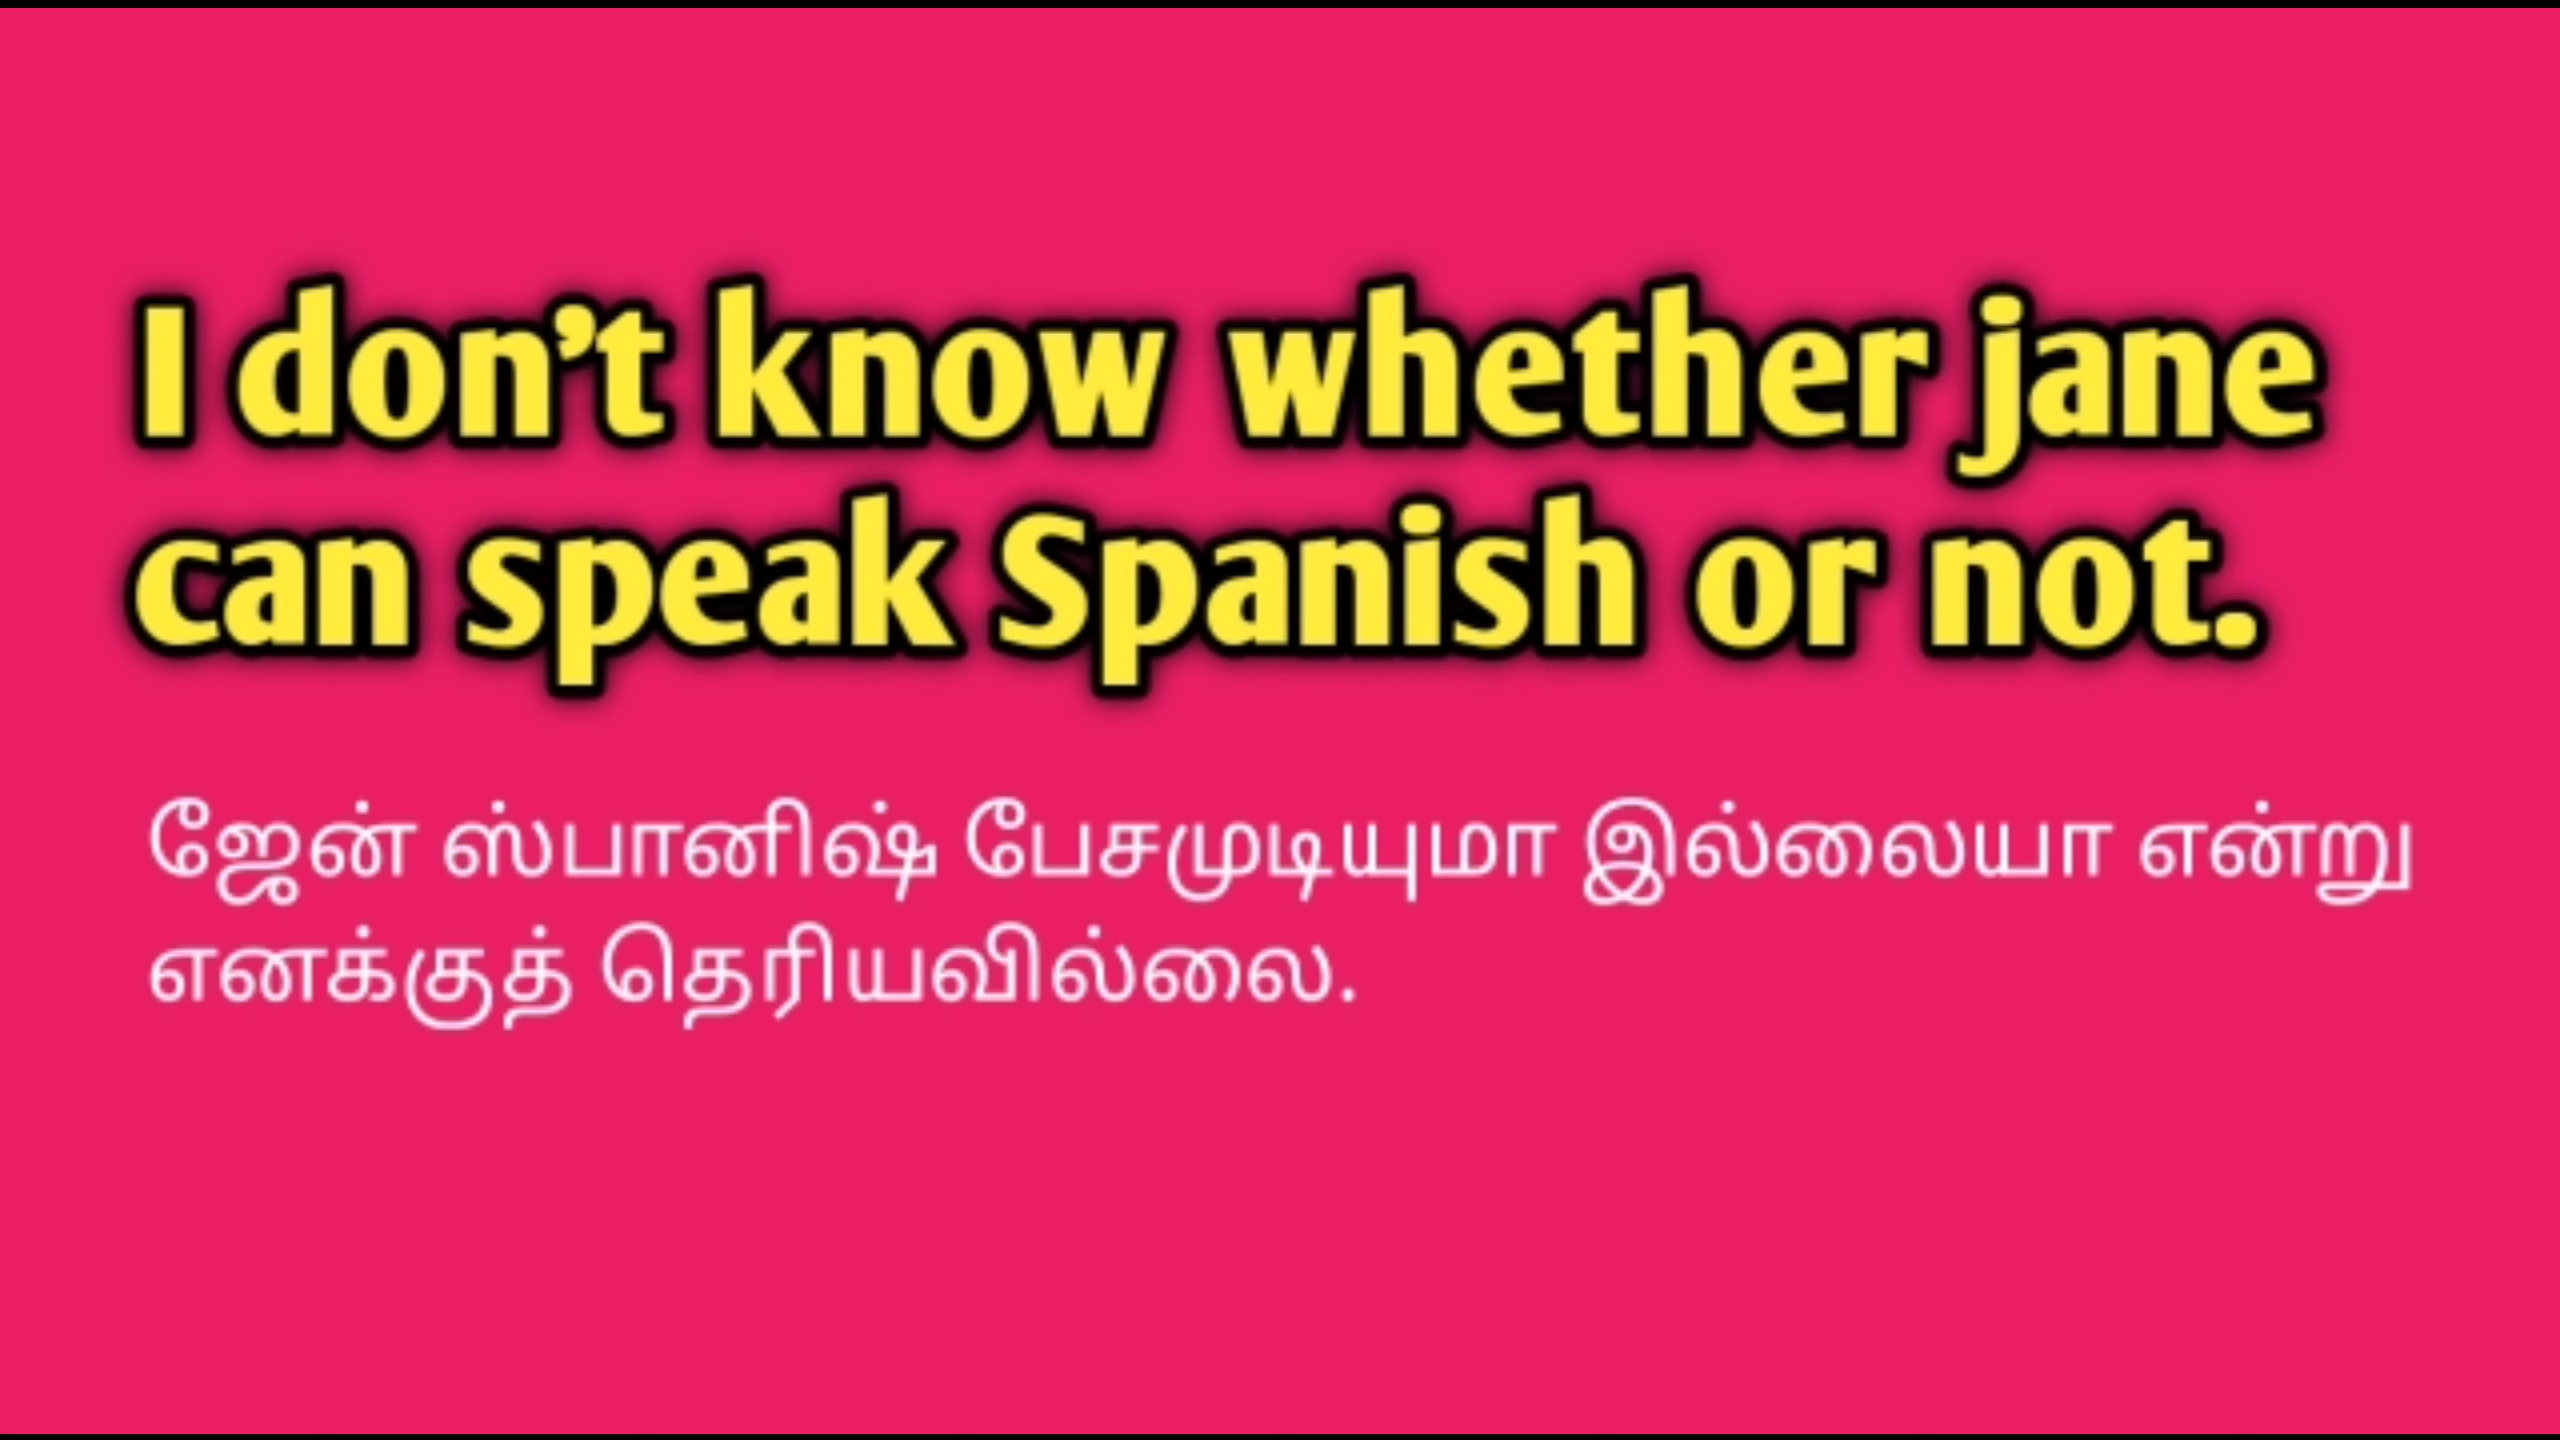 I don't know whether jane
can speak Spanish or not.
ஜேன் ஸ்பானிஷ் பேசமுடியுமா இல்லையா என்று
எனக்குத் தெரியவில்லை.